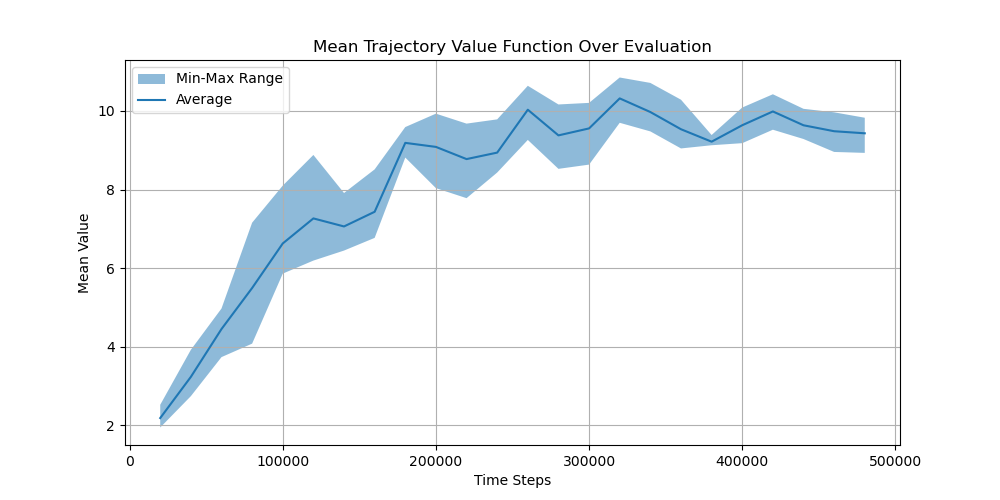 Mean Trajectory Value Function Over Evaluation
Min-Max Range
Average
10
8
6
4
2
Mean Value
0
100000
200000
300000
400000
500000
Time Steps